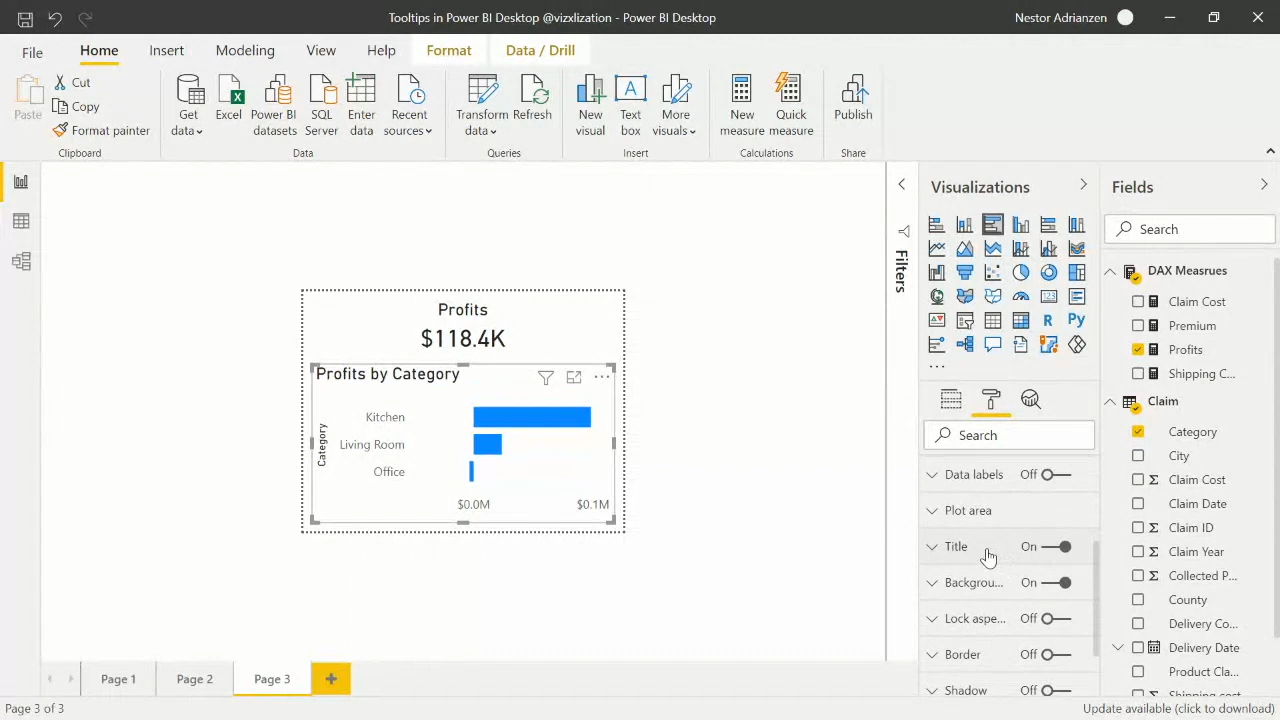 Tooltips in Power BI Desktop @vizxlization - Power BI Desktop
Nestor Adrianzen
File
Home
Insert
Modeling
View
Help
Format
Data / Drill
Paste
Cut
Copy
Format painter
Clipboard
Get data
Excel
Power BI datasets
SQL Server
Enter data
Recent sources
Data
Transform data
Refresh
Queries
New visual
A
Text box
More visuals
Insert
New measure
Quick measure
Calculations
Publish
Share
Profits
$118.4K
Profits by Category
Category
Kitchen
Living Room
Office
$0.0M
$0.1M
Filters
Visualizations
R
Py
Search
Data labels
Off
Plot area
Title
On
Backgrou...
On
Lock aspe...
Off
Border
Off
Shadow
Off
Fields
Search
DAX Measrues
Claim Cost
Premium
Profits
Shipping C...
Claim
Category
City
Claim Cost
Claim Date
Claim ID
Claim Year
Collected P...
County
Delivery Co...
Delivery Date
Product Cla...
Shipping cost
Page 1
Page 2
Page 3
Page 3 of 3
Update available (click to download)